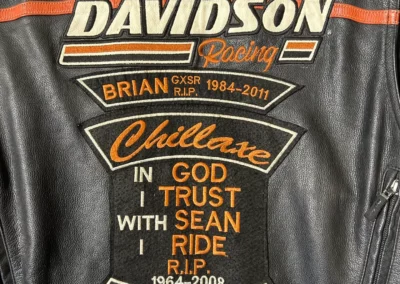 DAVIDSON
Racing
BRIAN GXSR R.I.P. 1984-2011
Chillaxe
IN GOD
I TRUST
WITH SEAN
I RIDE
R.I.P.
1964-2008